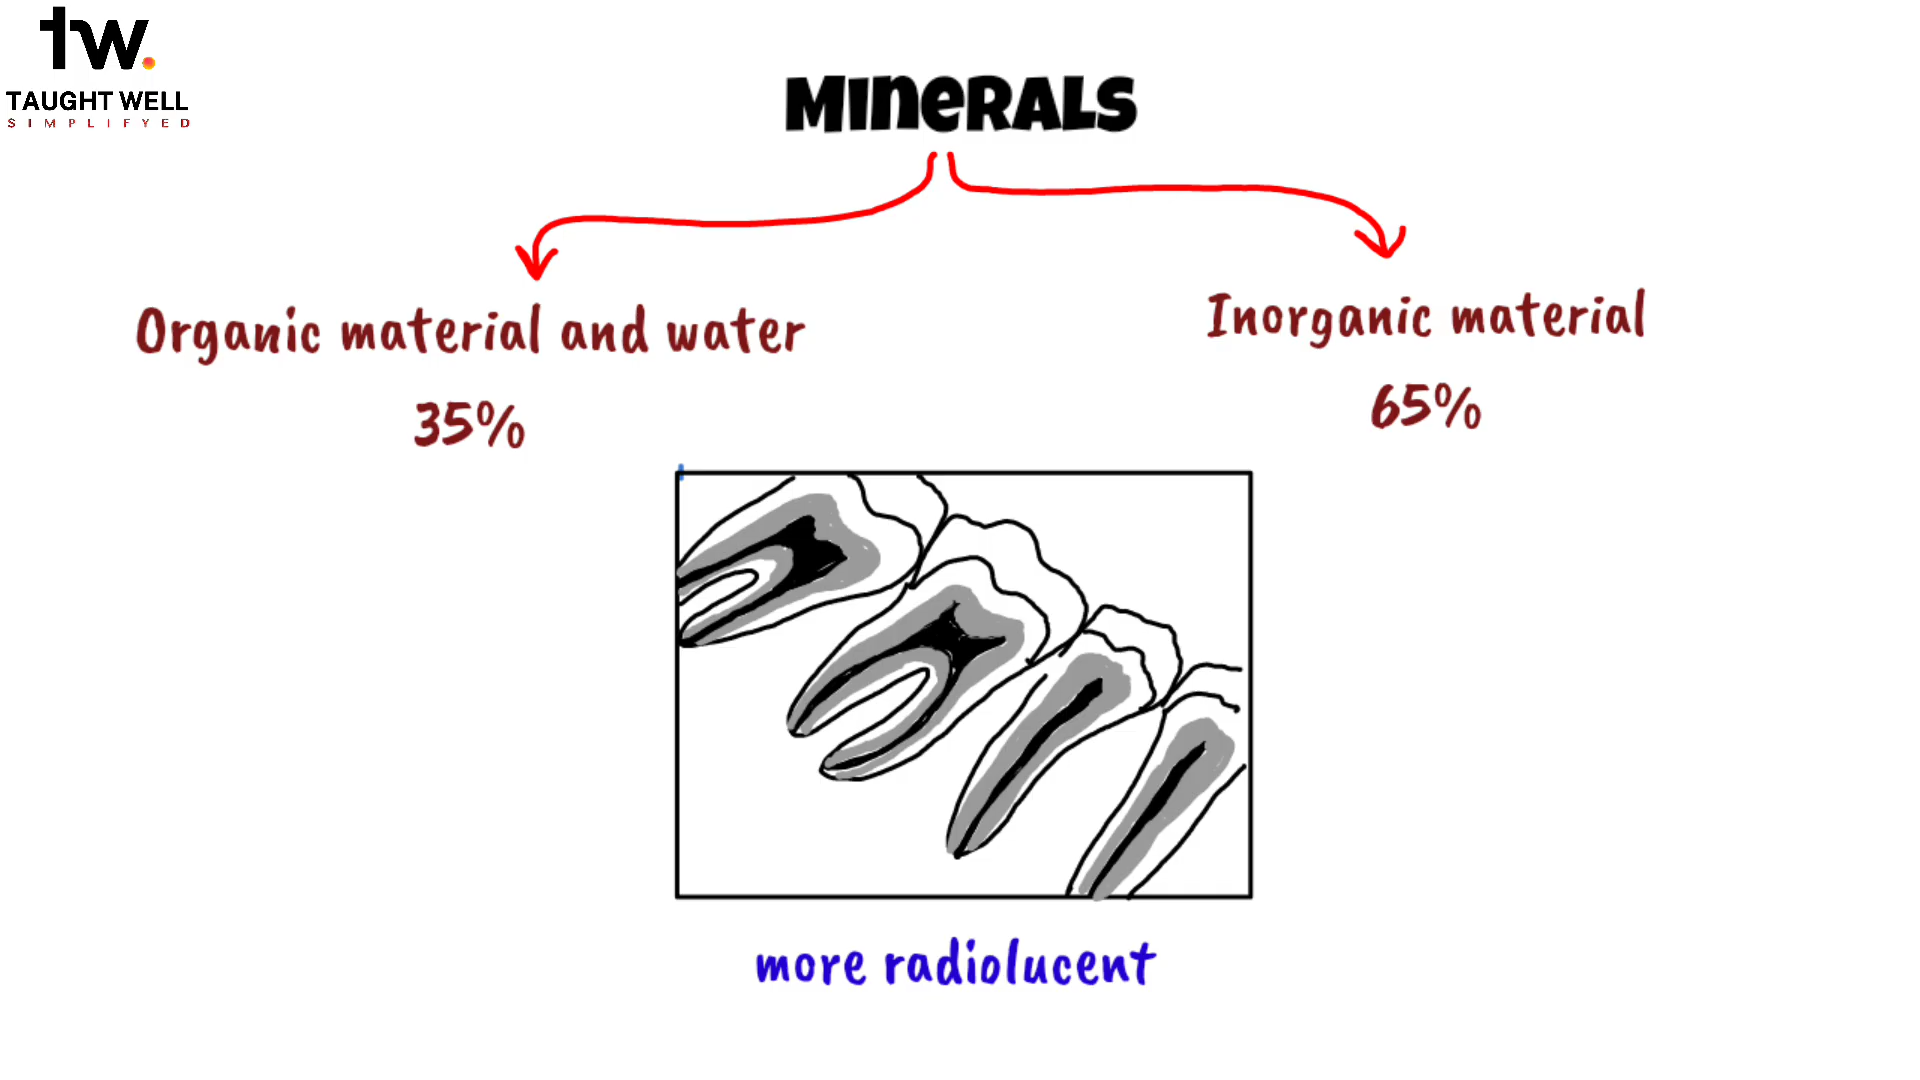 tw.
TAUGHT WELL
SIMPLIFYED
MINERALS
Organic material and water
35%
Inorganic material
65%
more radiolucent